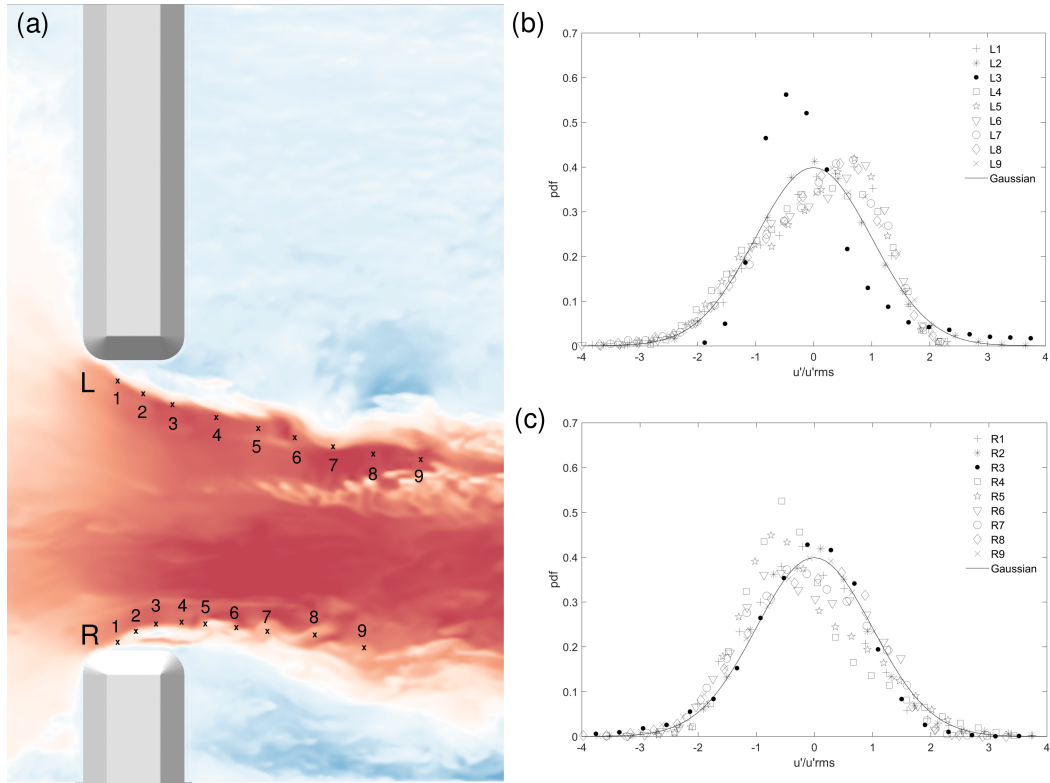 (a)
L
1
2
3
4
5
6
7
8
9
R
1
2
3
4
5
6
7
8
9
(b)
0.7
0.6
0.5
0.4
0.3
0.2
0.1
0
pdf
-4 -3 -2 -1 0 1 2 3 4
u'/u'rms
L1
L2
L3
L4
L5
L6
L7
L8
L9
Gaussian
(c)
0.7
0.6
0.5
0.4
0.3
0.2
0.1
0
pdf
-4 -3 -2 -1 0 1 2 3 4
u'/u'rms
R1
R2
R3
R4
R5
R6
R7
R8
R9
Gaussian